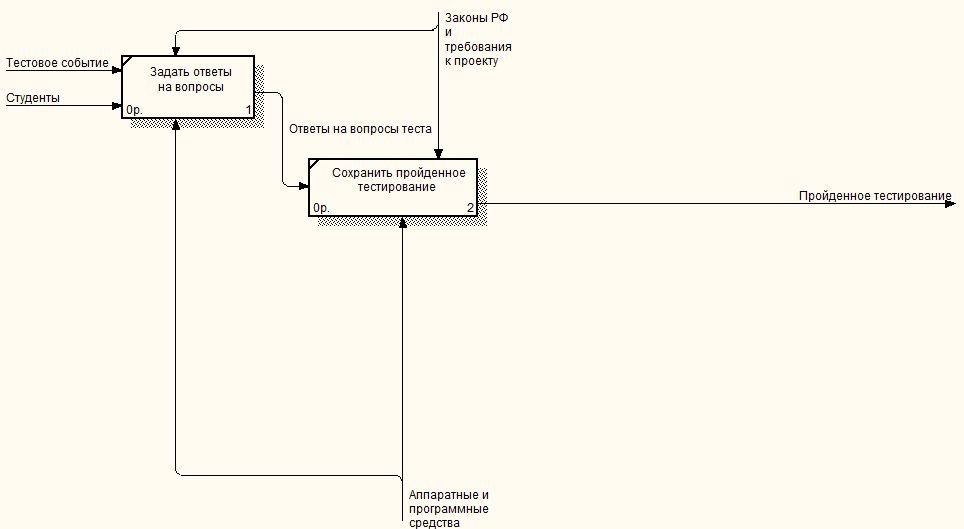 Законы РФ
и
требования
к проекту
Тестовое событие
Студенты
Задать ответы
на вопросы
0р.
1
Ответы на вопросы теста
Сохранить пройденное
тестирование
0р.
2
Пройденное тестирование
Аппаратные и
программные
средства